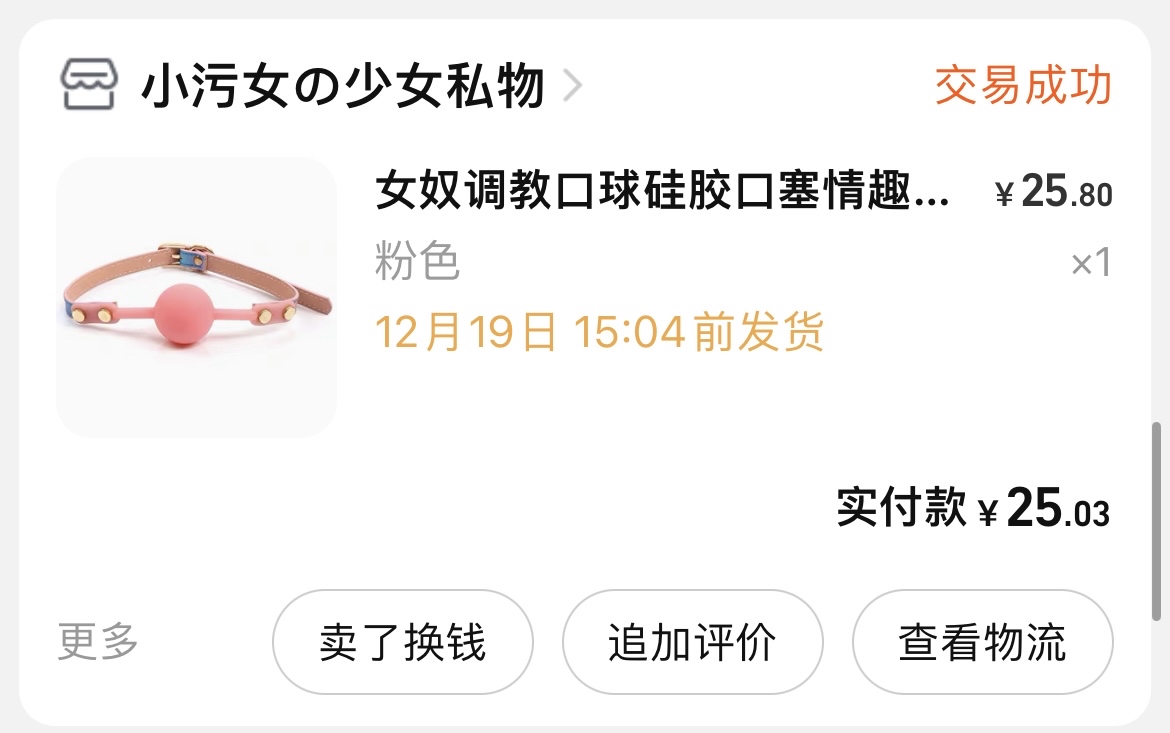 小污女の少女私物
交易成功
女奴调教口球硅胶口塞情趣...
¥25.80
粉色
×1
12月19日 15:04前发货
实付款 ¥25.03
更多
卖了换钱
追加评价
查看物流